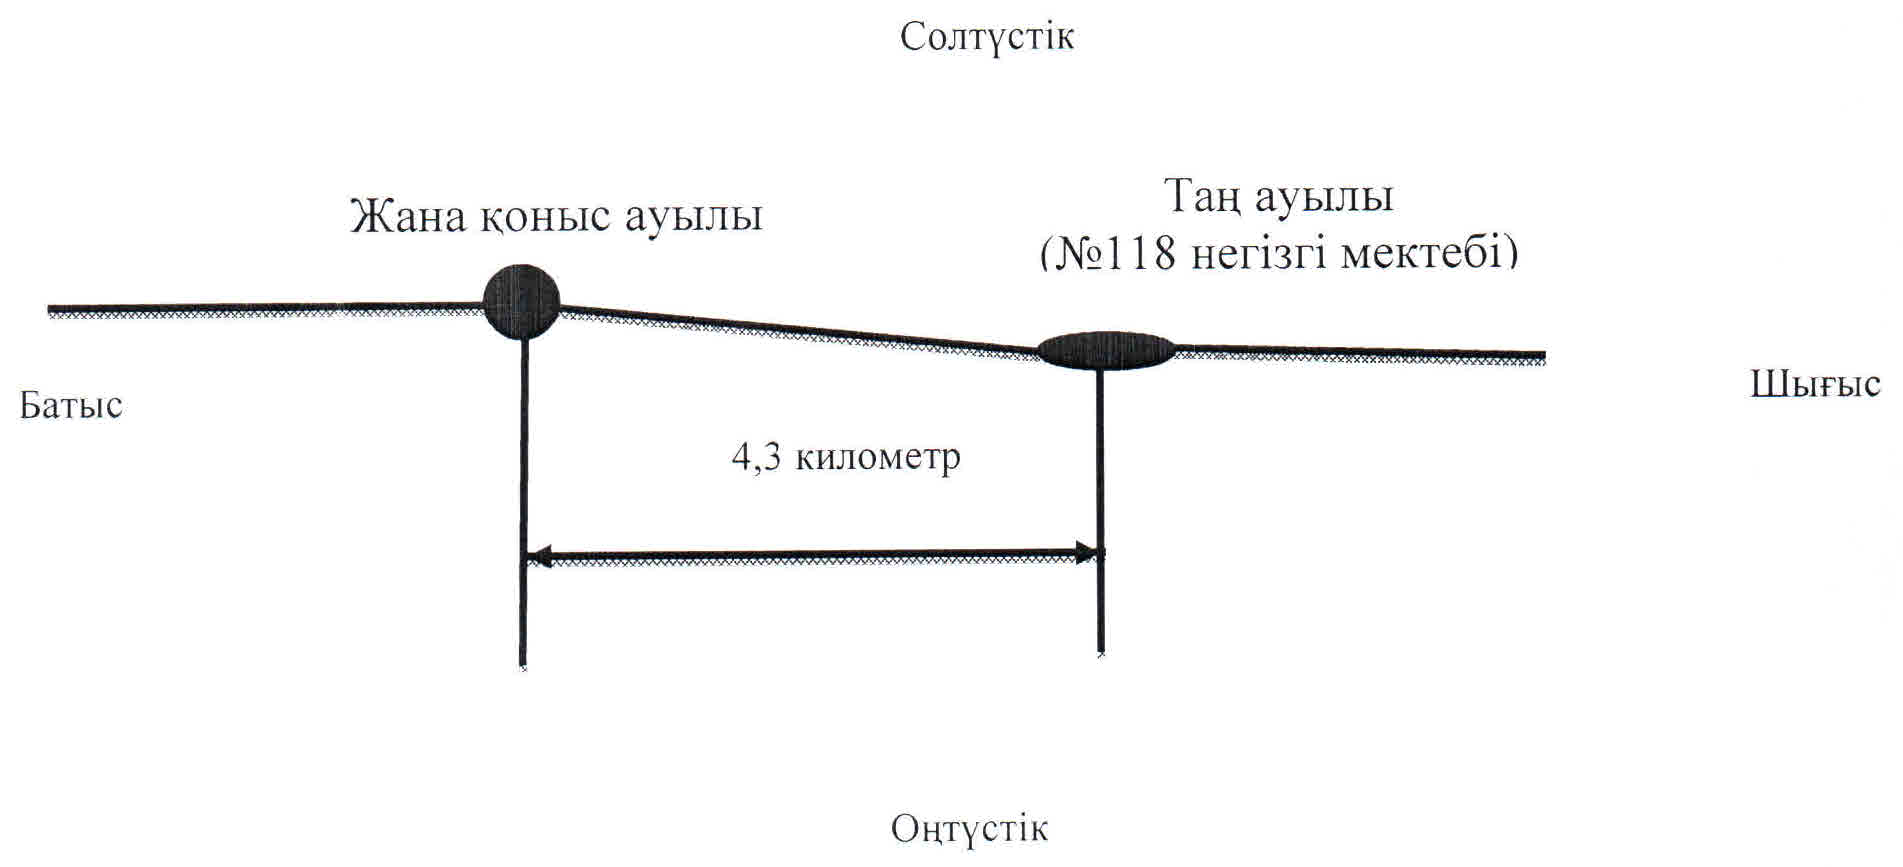 Солтүстік
Жана қоныс ауылы
Таң ауылы
(№118 негізгі мектебі)
Батыс
Шығыс
4,3 километр
Оңтүстік